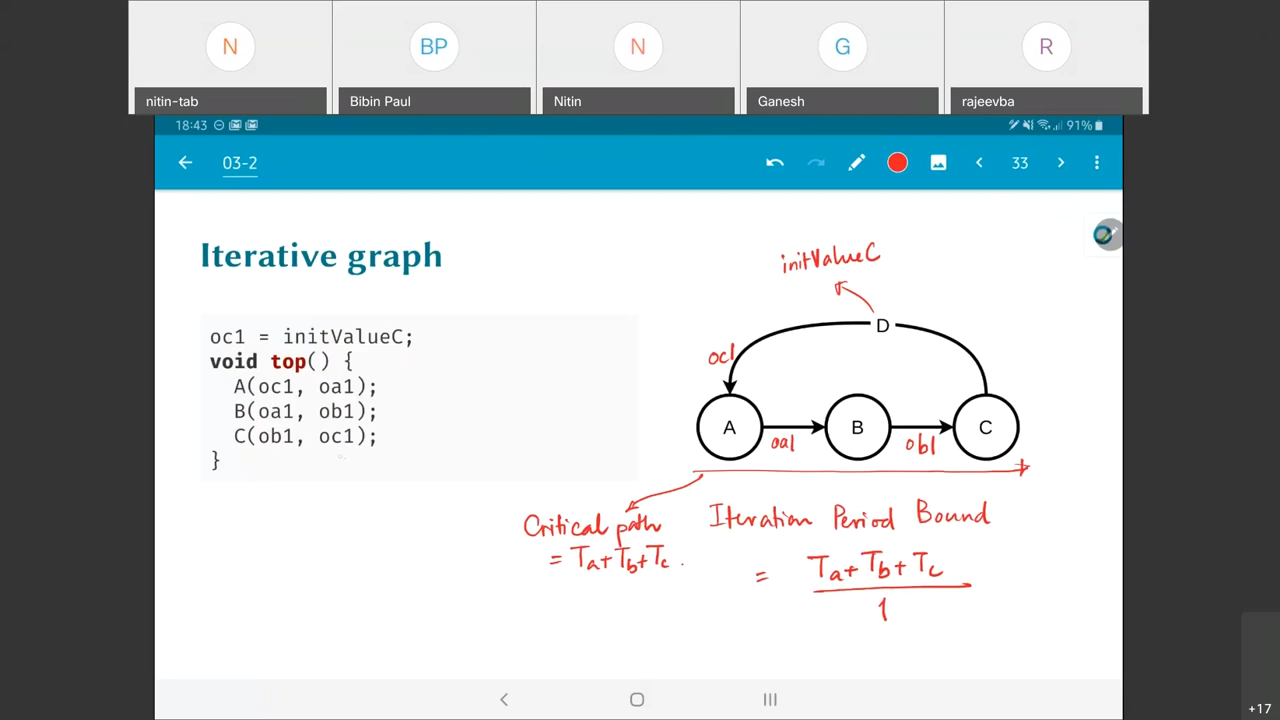 N
BP
N
G
R
nitin-tab
Bibin Paul
Nitin
Ganesh
rajeevba
18:43
91%
03-2
33
Iterative graph
oc1 = initValueC;
void top() {
A(oc1, oa1);
B(oa1, ob1);
C(ob1, oc1);
}
initValueC
D
oc1
A
B
C
oa1
ob1
Critical path
= Ta+Tb+Tc
Iteration Period Bound
= Ta+Tb+Tc
1
+17